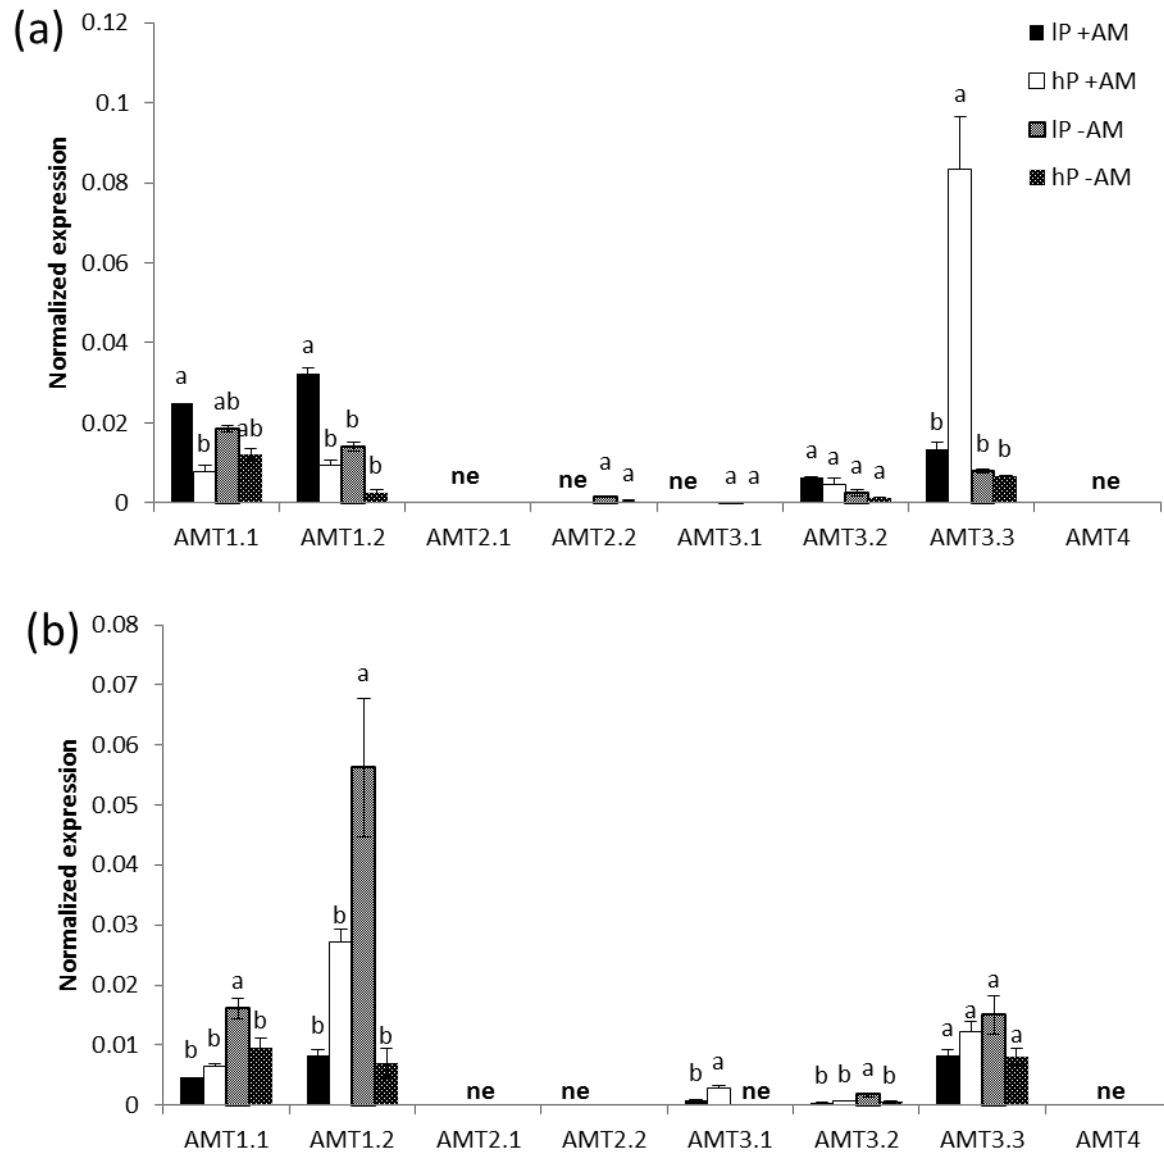 (a)
Normalized expression
0.12
0.1
0.08
0.06
0.04
0.02
0
lP +AM
hP +AM
lP -AM
hP -AM
a b ab ab
a b b b
ne
ne a a
ne a a
a a a a
b a b b
ne
AMT1.1 AMT1.2 AMT2.1 AMT2.2 AMT3.1 AMT3.2 AMT3.3 AMT4
(b)
Normalized expression
0.08
0.07
0.06
0.05
0.04
0.03
0.02
0.01
0
b b a b
b b a b
ne
ne
b a ne
b b a b
a a a a
ne
AMT1.1 AMT1.2 AMT2.1 AMT2.2 AMT3.1 AMT3.2 AMT3.3 AMT4